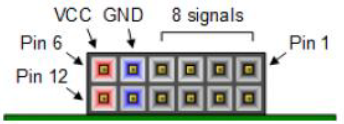 VCC GND 8 signals
Pin 6
Pin 1
Pin 12